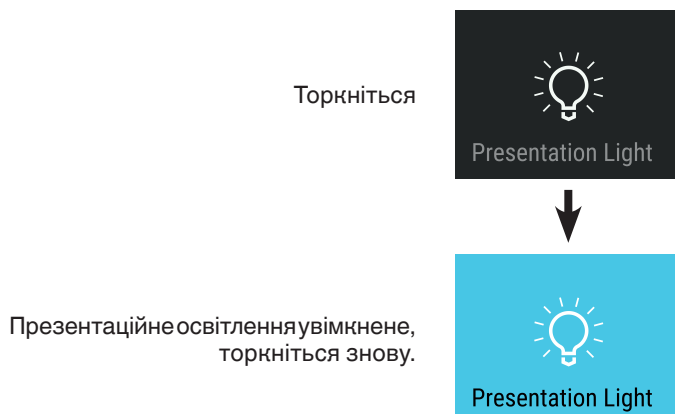 Торкніться
Presentation Light
Презентаційне освітлення увімкнене,
торкніться знову.
Presentation Light